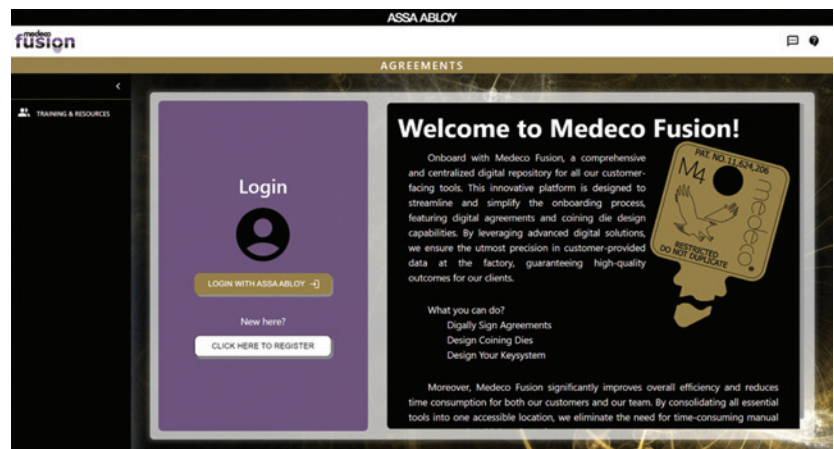 ASSA ABLOY
medeco
fusion
AGREEMENTS
TRAINING & RESOURCES
Login
LOGIN WITH ASSA ABLOY
New here?
CLICK HERE TO REGISTER
Welcome to Medeco Fusion!
Onboard with Medeco Fusion, a comprehensive
and centralized digital repository for all our customer-
facing tools. This innovative platform is designed to
streamline and simplify the onboarding process,
featuring digital agreements and coining die design
capabilities. By leveraging advanced digital solutions,
we ensure the utmost precision in customer-provided
data at the factory, guaranteeing high-quality
outcomes for our clients.
PAT. NO. 11,624,206
M4
medeco
RESTRICTED
DO NOT DUPLICATE
What you can do?
Digally Sign Agreements
Design Coining Dies
Design Your Keysystem
Moreover, Medeco Fusion significantly improves overall efficiency and reduces
time consumption for both our customers and our team. By consolidating all essential
tools into one accessible location, we eliminate the need for time-consuming manual